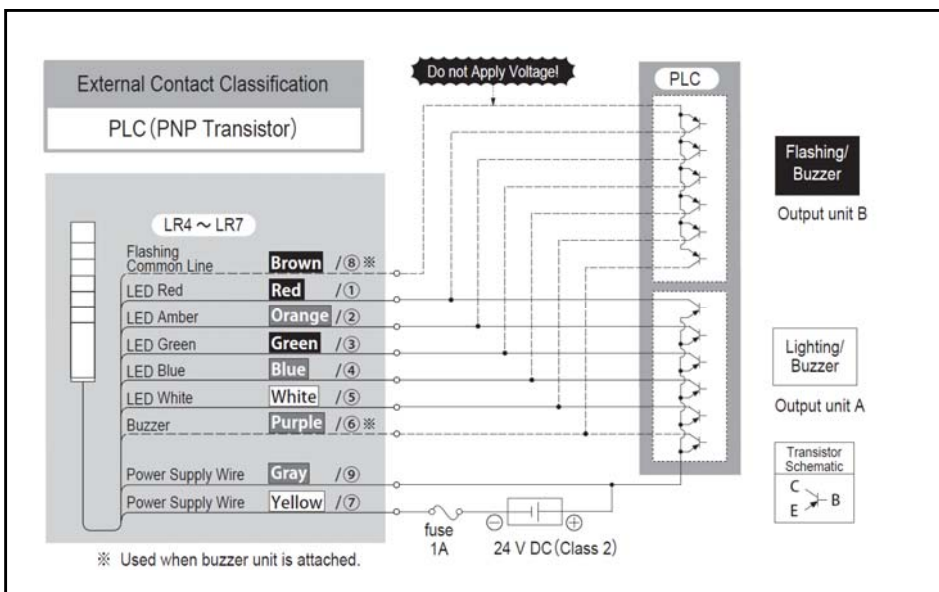 External Contact Classification
PLC (PNP Transistor)
Do not Apply Voltage!
PLC
Flashing/
Buzzer
Output unit B
LR4 ～ LR7
Flashing
Common Line Brown /⑧※
LED Red Red /①
LED Amber Orange /②
LED Green Green /③
LED Blue Blue /④
LED White White /⑤
Buzzer Purple /⑥※
Power Supply Wire Gray /⑨
Power Supply Wire Yellow /⑦
Lighting/
Buzzer
Output unit A
Transistor
Schematic
C
B
E
fuse
1A
⊖ ⊕
24 V DC (Class 2)
※ Used when buzzer unit is attached.